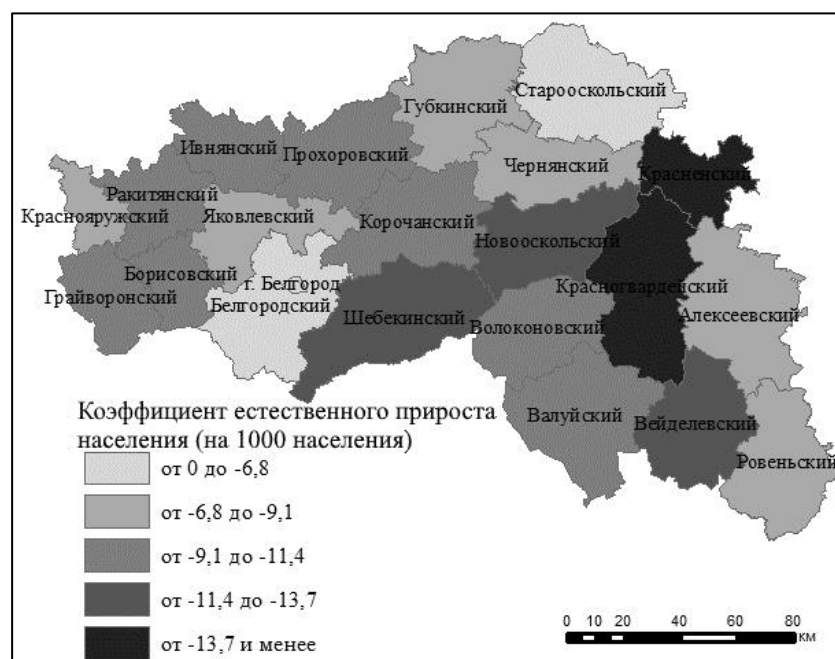 Старооскольский
Губкинский
Ивнянский
Прохоровский
Чернянский
Красненский
Ракитянский
Краснояружский
Яковлевский
Корочанский
Новооскольский
Борисовский
г. Белгород
Грайворонский
Белгородский
Красногвардейский
Шебекинский
Волоконовский
Алексеевский
Валуйский
Вейделевский
Ровеньский
Коэффициент естественного прироста
населения (на 1000 населения)
от 0 до -6,8
от -6,8 до -9,1
от -9,1 до -11,4
от -11,4 до -13,7
от -13,7 и менее
0 10 20 40 60 80
КМ